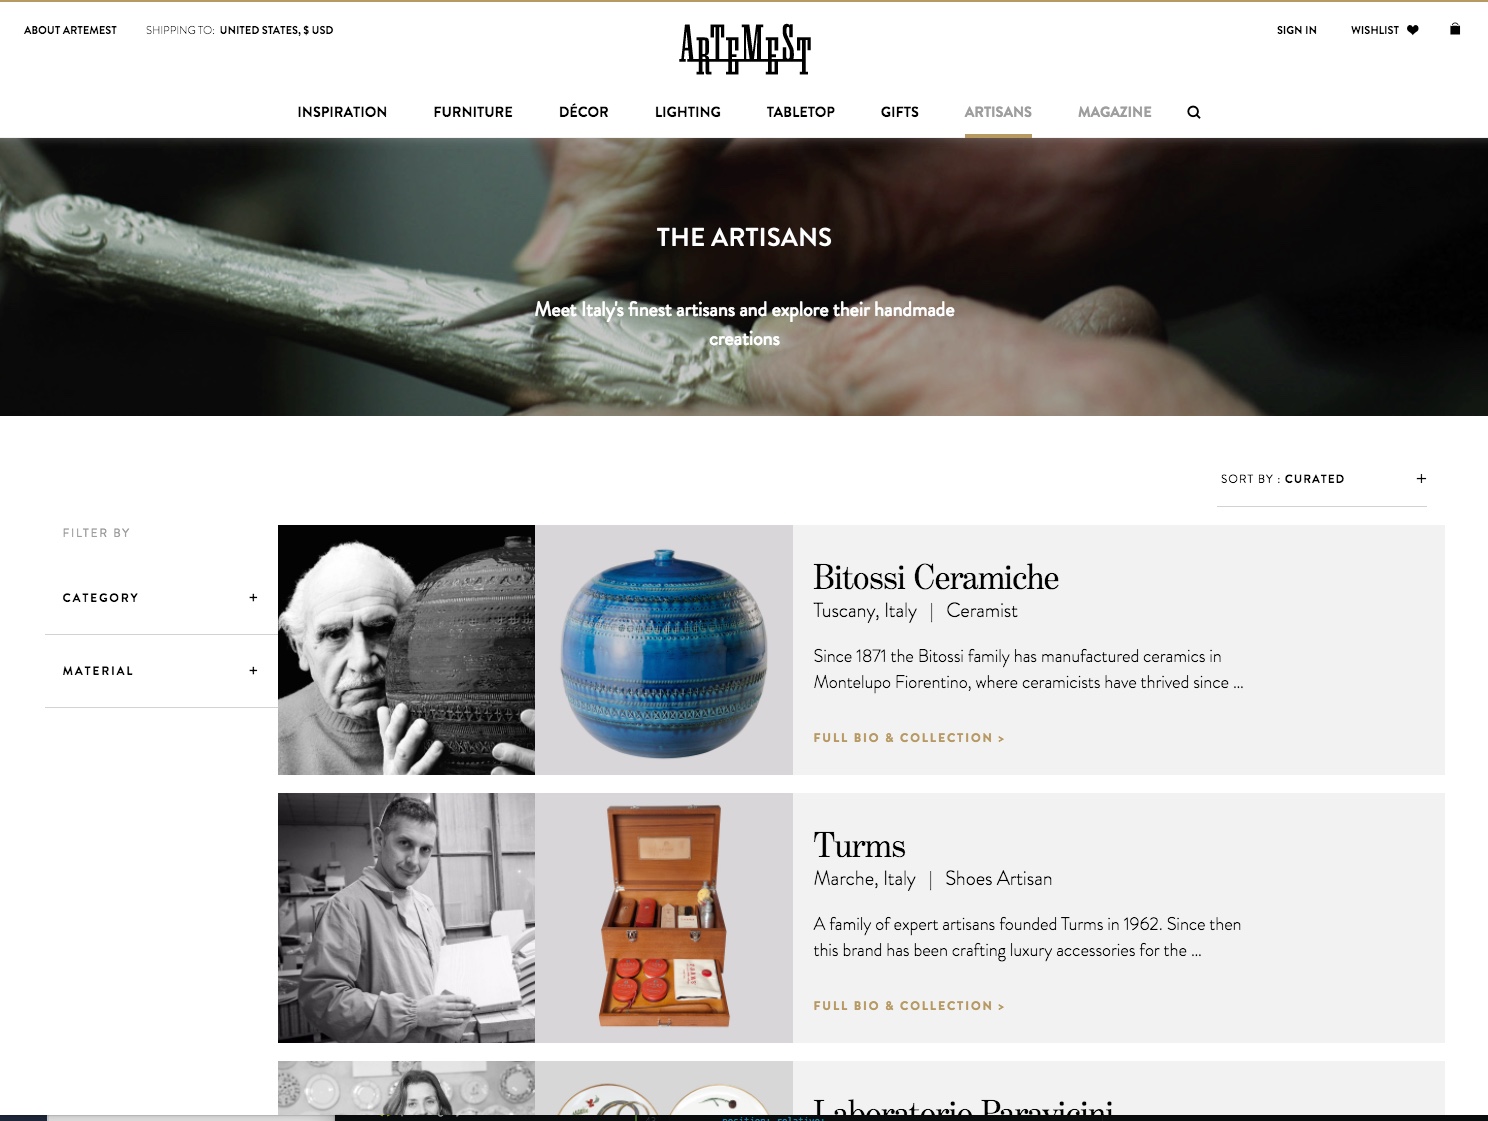 ABOUT ARTEMEST
SHIPPING TO: UNITED STATES, $ USD
ARTEMEST
SIGN IN
WISHLIST
INSPIRATION
FURNITURE
DÉCOR
LIGHTING
TABLETOP
GIFTS
ARTISANS
MAGAZINE
THE ARTISANS
Meet Italy's finest artisans and explore their handmade
creations
SORT BY : CURATED +
FILTER BY
CATEGORY +
MATERIAL +
Bitossi Ceramiche
Tuscany, Italy | Ceramist
Since 1871 the Bitossi family has manufactured ceramics in
Montelupo Fiorentino, where ceramicists have thrived since ...
FULL BIO & COLLECTION >
Turms
Marche, Italy | Shoes Artisan
A family of expert artisans founded Turms in 1962. Since then
this brand has been crafting luxury accessories for the ...
FULL BIO & COLLECTION >
Laboratorio Paravicini
position: relative;